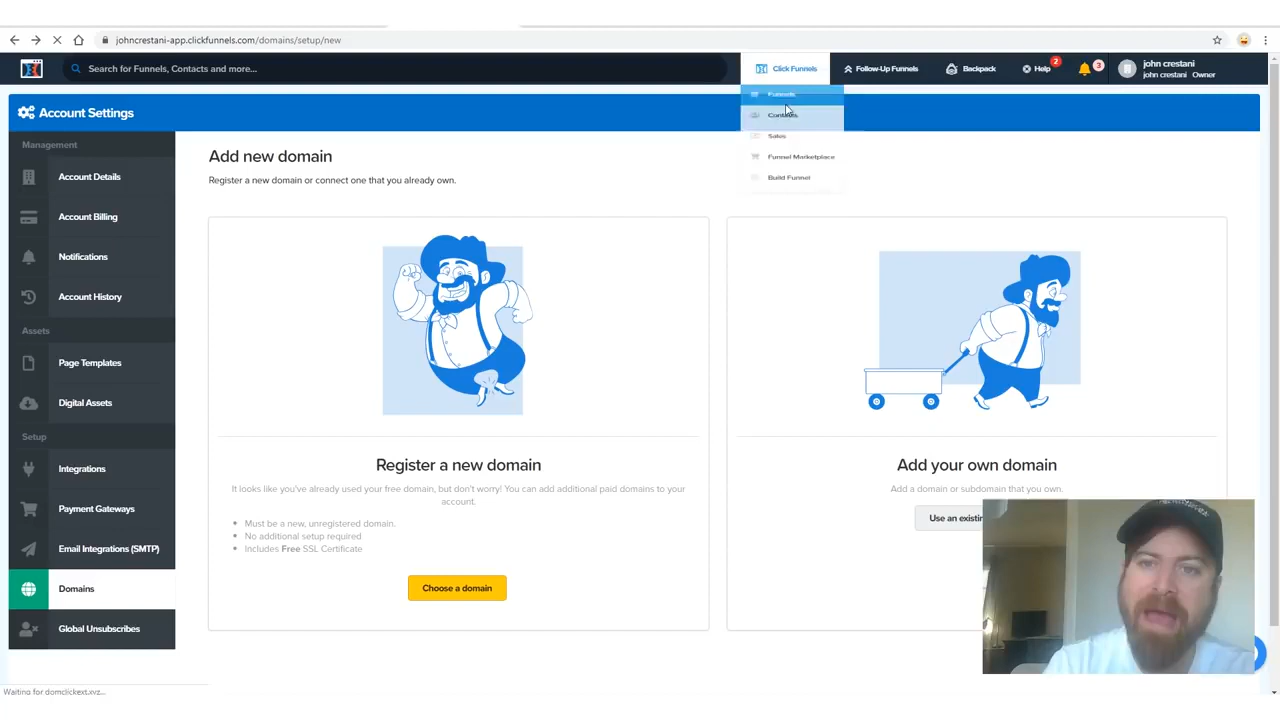 johncrestani-app.clickfunnels.com/domains/setup/new
Search for Funnels, Contacts and more...
Click Funnels
Follow-Up Funnels
Backpack
Help
2
3
john crestani
john crestani Owner
Funnels
Contacts
Sales
Funnel Marketplace
Build Funnel
Account Settings
Management
Account Details
Account Billing
Notifications
Account History
Assets
Page Templates
Digital Assets
Setup
Integrations
Payment Gateways
Email Integrations (SMTP)
Domains
Global Unsubscribes
Add new domain
Register a new domain or connect one that you already own.
Register a new domain
It looks like you've already used your free domain, but don't worry! You can add additional paid domains to your
account.
Must be a new, unregistered domain.
No additional setup required
Includes Free SSL Certificate
Choose a domain
Add your own domain
Add a domain or subdomain that you own.
Use an existin
Waiting for domclickext.xyz...